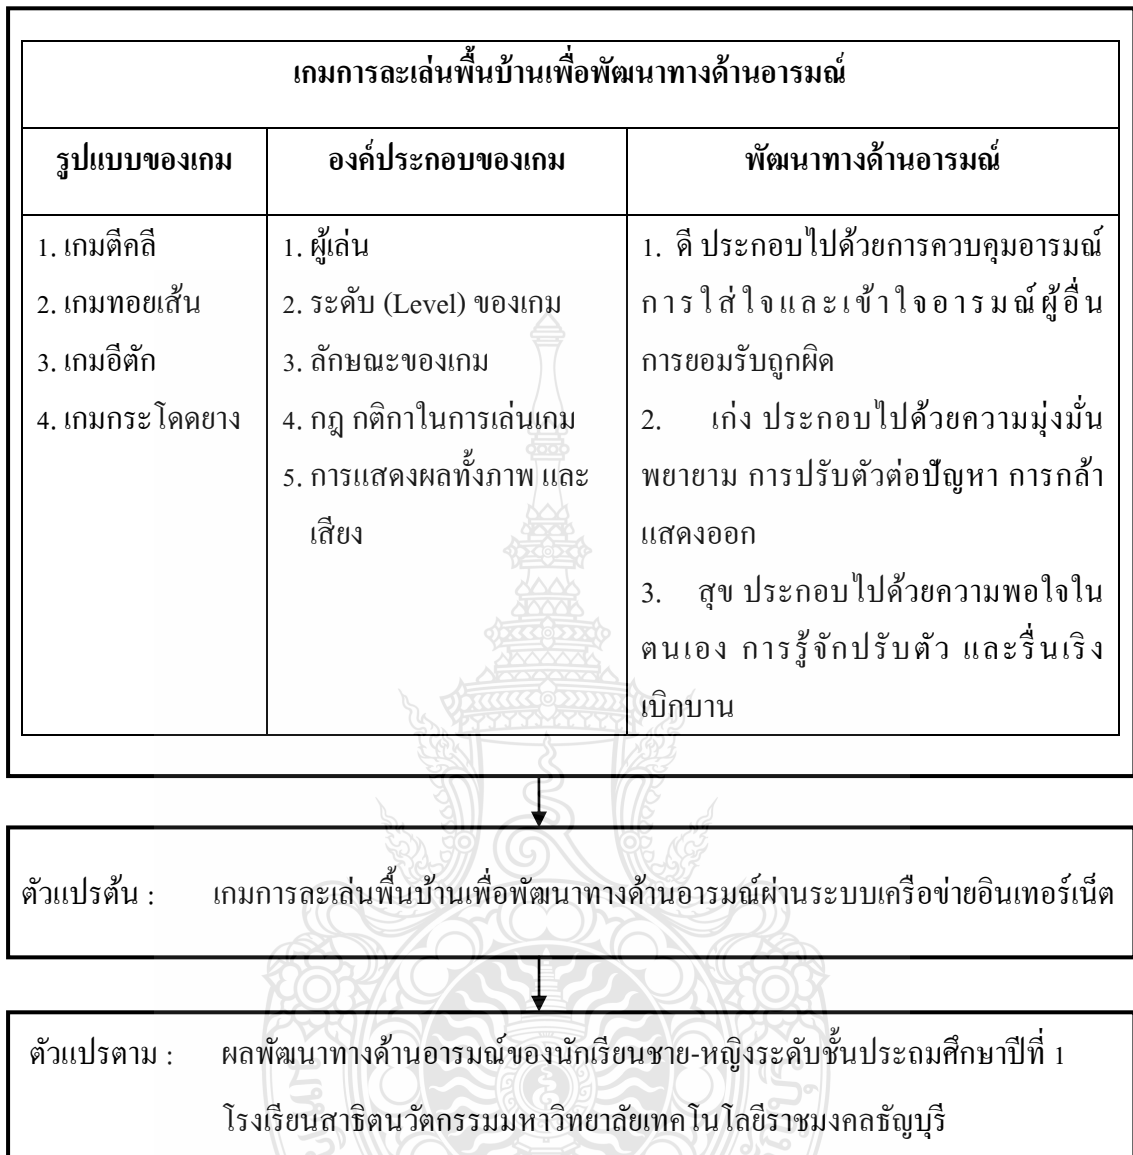 เกมการละเล่นพื้นบ้านเพื่อพัฒนาทางด้านอารมณ์
รูปแบบของเกม
องค์ประกอบของเกม
พัฒนาทางด้านอารมณ์
1. เกมตีคลี
2. เกมทอยเส้น
3. เกมอีตัก
4. เกมกระโดดยาง
1. ผู้เล่น
2. ระดับ (Level) ของเกม
3. ลักษณะของเกม
4. กฎ กติกาในการเล่นเกม
5. การแสดงผลทั้งภาพ และ
เสียง
1. ดี ประกอบไปด้วยการควบคุมอารมณ์
การใส่ใจและเข้าใจอารมณ์ผู้อื่น
การยอมรับถูกผิด
2. เก่ง ประกอบไปด้วยความมุ่งมั่น
พยายาม การปรับตัวต่อปัญหา การกล้า
แสดงออก
3. สุข ประกอบไปด้วยความพอใจใน
ตนเอง การรู้จักปรับตัว และรื่นเริง
เบิกบาน
ตัวแปรต้น : เกมการละเล่นพื้นบ้านเพื่อพัฒนาทางด้านอารมณ์ผ่านระบบเครือข่ายอินเทอร์เน็ต
ตัวแปรตาม : ผลพัฒนาทางด้านอารมณ์ของนักเรียนชาย-หญิงระดับชั้นประถมศึกษาปีที่ 1
โรงเรียนสาธิตนวัตกรรมมหาวิทยาลัยเทคโนโลยีราชมงคลธัญบุรี